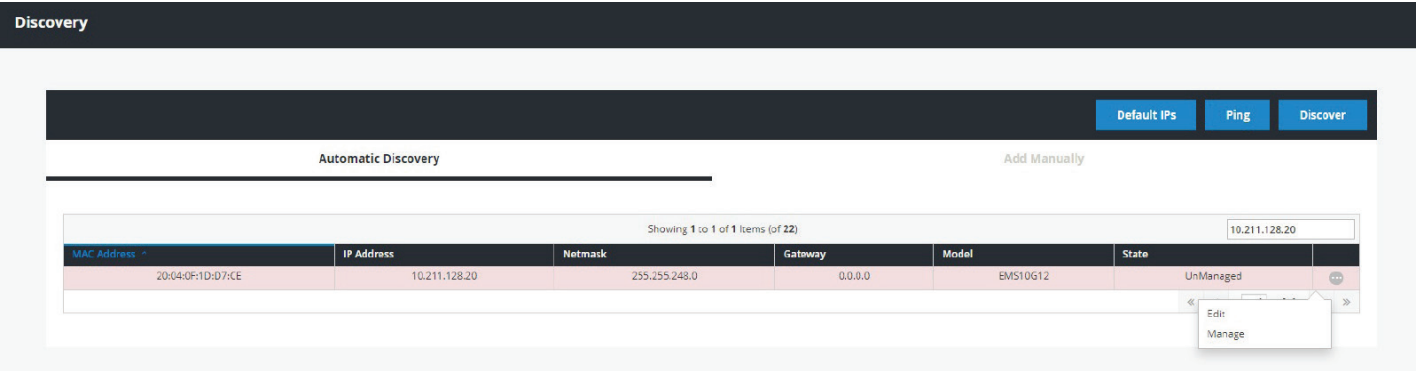 Discovery
Default IPs Ping Discover
Automatic Discovery Add Manually
Showing 1 to 1 of 1 Items (of 22) 10.211.128.20
MAC Address IP Address Netmask Gateway Model State
20:04:0F:1D:D7:CE 10.211.128.20 255.255.248.0 0.0.0.0 EMS10G12 UnManaged
« »
Edit
Manage